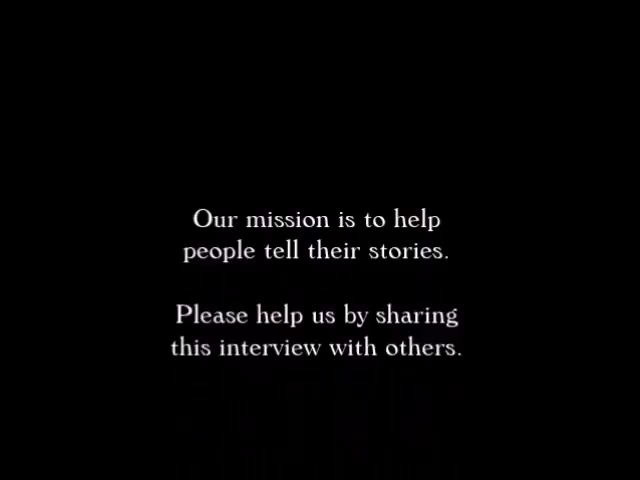 Our mission is to help
people tell their stories.
Please help us by sharing
this interview with others.